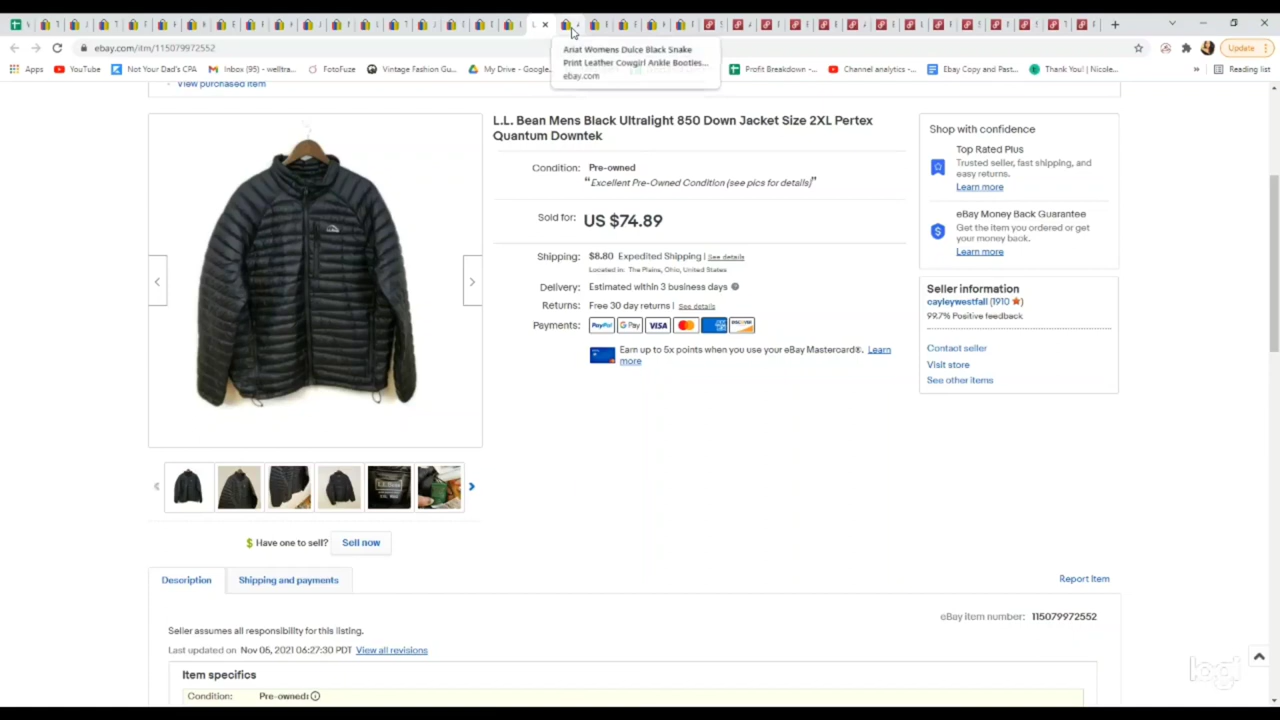 ebay.com/itm/115079972552
Update
Ariat Womens Dulce Black Snake
Print Leather Cowgirl Ankle Booties...
ebay.com
Apps
YouTube
Not Your Dad's CPA
Inbox (95) - welltra...
FotoFuze
Vintage Fashion Gu...
My Drive - Google...
Profit Breakdown -...
Channel analytics -...
Ebay Copy and Past...
Thank You! | Nicole...
»
Reading list
View purchased item
L.L. Bean Mens Black Ultralight 850 Down Jacket Size 2XL Pertex
Quantum Downtek
Condition: Pre-owned
"Excellent Pre-Owned Condition (see pics for details)"
Sold for: US $74.89
Shipping: $8.80 Expedited Shipping | See details
Located in: The Plains, Ohio, United States
Delivery: Estimated within 3 business days
Returns: Free 30 day returns | See details
Payments: PayPal G Pay VISA
Earn up to 5x points when you use your eBay Mastercard®. Learn
more
Shop with confidence
Top Rated Plus
Trusted seller, fast shipping, and
easy returns.
Learn more
eBay Money Back Guarantee
Get the item you ordered or get
your money back.
Learn more
Seller information
cayleywestfall (1910 )
99.7% Positive feedback
Contact seller
Visit store
See other items
Have one to sell? Sell now
Description
Shipping and payments
Report item
eBay item number: 115079972552
Seller assumes all responsibility for this listing.
Last updated on Nov 05, 2021 06:27:30 PDT View all revisions
Item specifics
Condition: Pre-owned:
logi